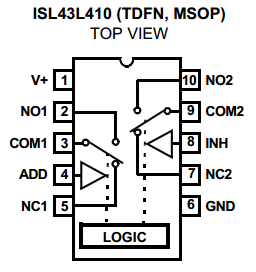 ISL43L410 (TDFN, MSOP)
TOP VIEW
V+ 1 10 NO2
NO1 2 9 COM2
COM1 3 8 INH
ADD 4 7 NC2
NC1 5 6 GND
LOGIC